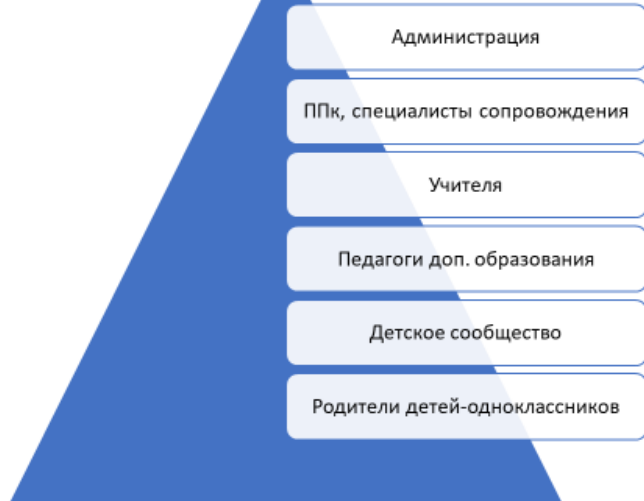 Администрация
ППк, специалисты сопровождения
Учителя
Педагоги доп. образования
Детское сообщество
Родители детей-одноклассников